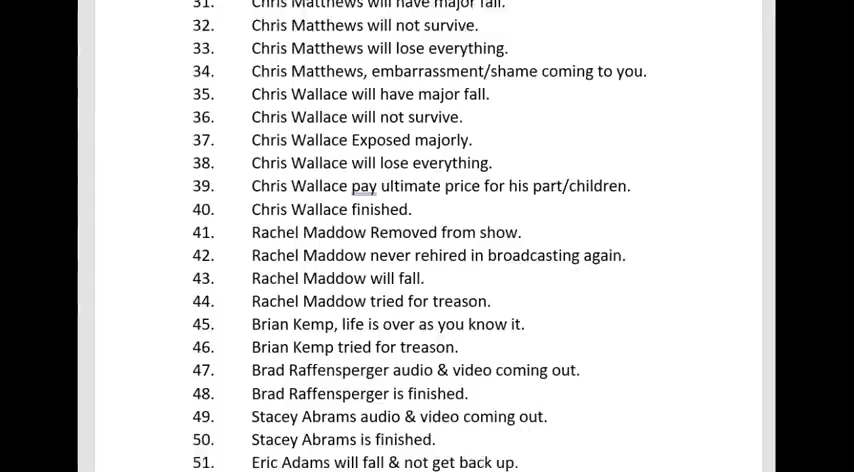 31. Chris Matthews will have major fall.
32. Chris Matthews will not survive.
33. Chris Matthews will lose everything.
34. Chris Matthews, embarrassment/shame coming to you.
35. Chris Wallace will have major fall.
36. Chris Wallace will not survive.
37. Chris Wallace Exposed majorly.
38. Chris Wallace will lose everything.
39. Chris Wallace pay ultimate price for his part/children.
40. Chris Wallace finished.
41. Rachel Maddow Removed from show.
42. Rachel Maddow never rehired in broadcasting again.
43. Rachel Maddow will fall.
44. Rachel Maddow tried for treason.
45. Brian Kemp, life is over as you know it.
46. Brian Kemp tried for treason.
47. Brad Raffensperger audio & video coming out.
48. Brad Raffensperger is finished.
49. Stacey Abrams audio & video coming out.
50. Stacey Abrams is finished.
51. Eric Adams will fall & not get back up.